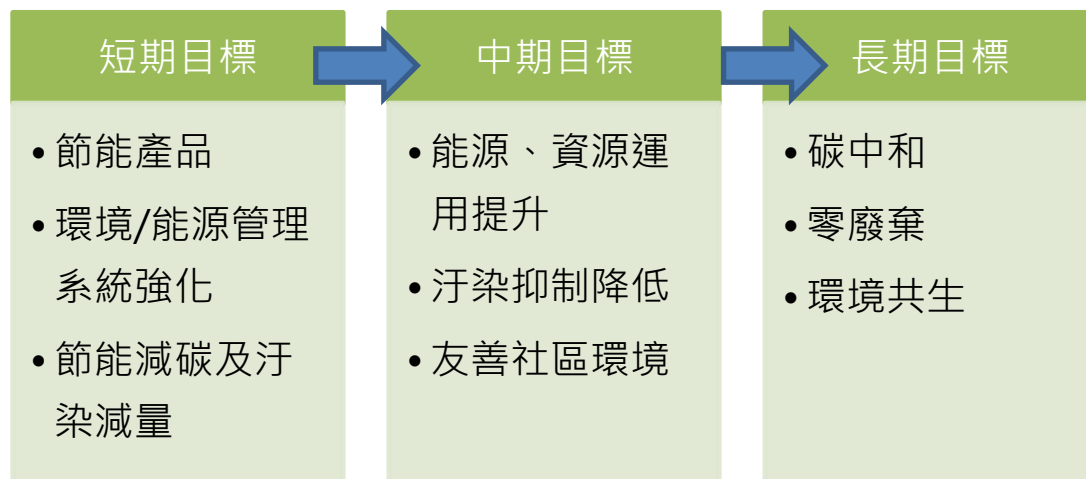 短期目標
• 節能產品
• 環境/能源管理
系統強化
• 節能減碳及汙
染減量
中期目標
• 能源、資源運
用提升
• 汙染抑制降低
• 友善社區環境
長期目標
• 碳中和
• 零廢棄
• 環境共生